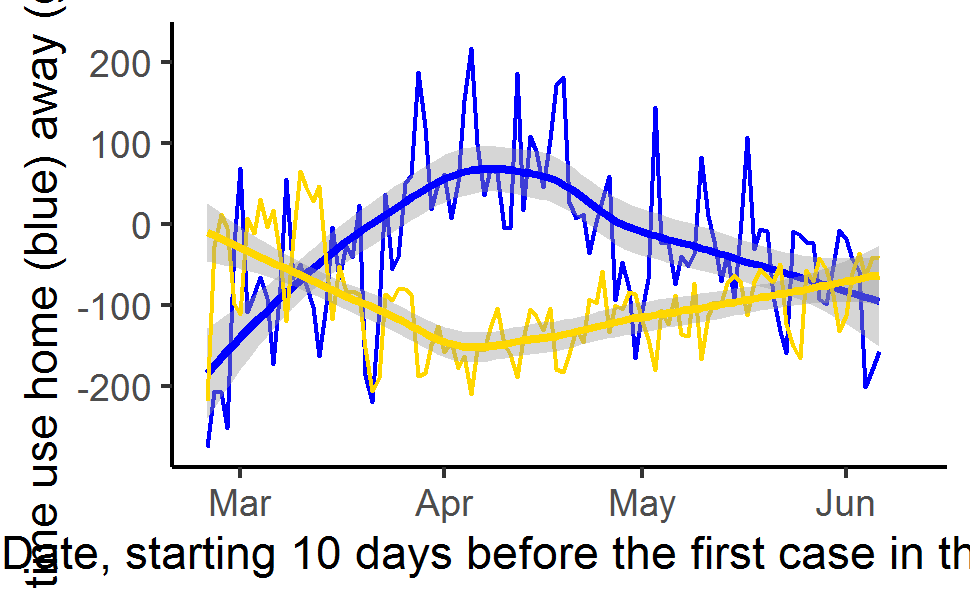 time use home (blue) away (
200
100
0
-100
-200
Mar Apr May Jun
Date, starting 10 days before the first case in th